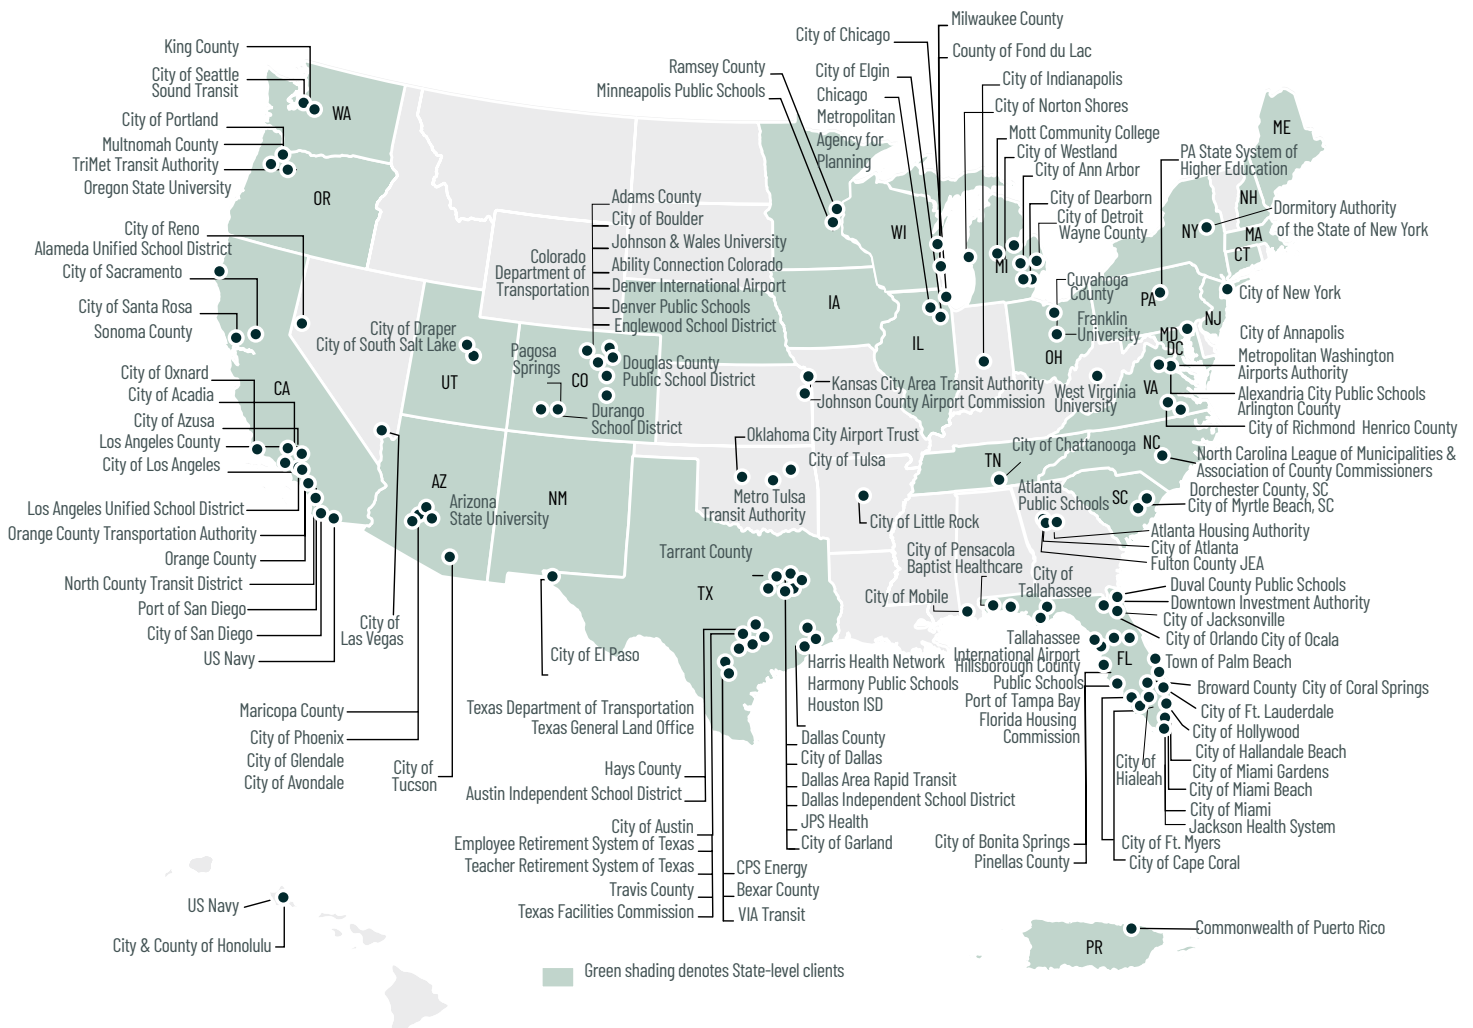 King County
City of Seattle
Sound Transit
City of Portland
Multnomah County
TriMet Transit Authority
Oregon State University
WA
OR
City of Reno
Alameda Unified School District
City of Sacramento
City of Santa Rosa
Sonoma County
City of Oxnard
City of Acadia
City of Azusa
Los Angeles County
City of Los Angeles
Los Angeles Unified School District
Orange County Transportation Authority
Orange County
North County Transit District
Port of San Diego
City of San Diego
US Navy
CA
City of
Las Vegas
Maricopa County
City of Phoenix
City of Glendale
City of Avondale
City of
Tucson
AZ
Arizona
State University
City of Draper
City of South Salt Lake
UT
NM
Colorado
Department of
Transportation
Adams County
City of Boulder
Johnson & Wales University
Ability Connection Colorado
Denver International Airport
Denver Public Schools
Englewood School District
Pagosa
Springs
CO
Douglas County
Public School District
Durango
School District
Ramsey County
Minneapolis Public Schools
City of Chicago
City of Elgin
Chicago
Metropolitan
Agency for
Planning
Milwaukee County
County of Fond du Lac
City of Indianapolis
City of Norton Shores
Mott Community College
City of Westland
City of Ann Arbor
City of Dearborn
City of Detroit
Wayne County
WI
MI
IA
IL
Cuyahoga
County
Franklin
University
OH
PA State System of
Higher Education
ME
NH
NY
MA
CT
Dormitory Authority
of the State of New York
PA
City of New York
NJ
MD
DC
City of Annapolis
Metropolitan Washington
Airports Authority
VA
Alexandria City Public Schools
Arlington County
City of Richmond Henrico County
West Virginia
University
Kansas City Area Transit Authority
Johnson County Airport Commission
Oklahoma City Airport Trust
City of Tulsa
Metro Tulsa
Transit Authority
City of Little Rock
City of Chattanooga
TN
NC
North Carolina League of Municipalities &
Association of County Commissioners
SC
Dorchester County, SC
City of Myrtle Beach, SC
Atlanta
Public Schools
Atlanta Housing Authority
City of Atlanta
Fulton County JEA
City of Pensacola
Baptist Healthcare
City of
Tallahassee
City of Mobile
Duval County Public Schools
Downtown Investment Authority
City of Jacksonville
City of Orlando City of Ocala
Tallahassee
International Airport
Hillsborough County
Public Schools
Port of Tampa Bay
Florida Housing
Commission
FL
Town of Palm Beach
Broward County City of Coral Springs
City of Ft. Lauderdale
City of Hollywood
City of Hallandale Beach
City of
Hialeah
City of Miami Gardens
City of Miami Beach
City of Miami
Jackson Health System
City of Bonita Springs
Pinellas County
City of Ft. Myers
City of Cape Coral
Tarrant County
TX
City of El Paso
Harris Health Network
Harmony Public Schools
Houston ISD
Texas Department of Transportation
Texas General Land Office
Dallas County
City of Dallas
Dallas Area Rapid Transit
Dallas Independent School District
JPS Health
City of Garland
Hays County
Austin Independent School District
City of Austin
Employee Retirement System of Texas
Teacher Retirement System of Texas
Travis County
Texas Facilities Commission
CPS Energy
Bexar County
VIA Transit
US Navy
City & County of Honolulu
Commonwealth of Puerto Rico
PR
Green shading denotes State-level clients